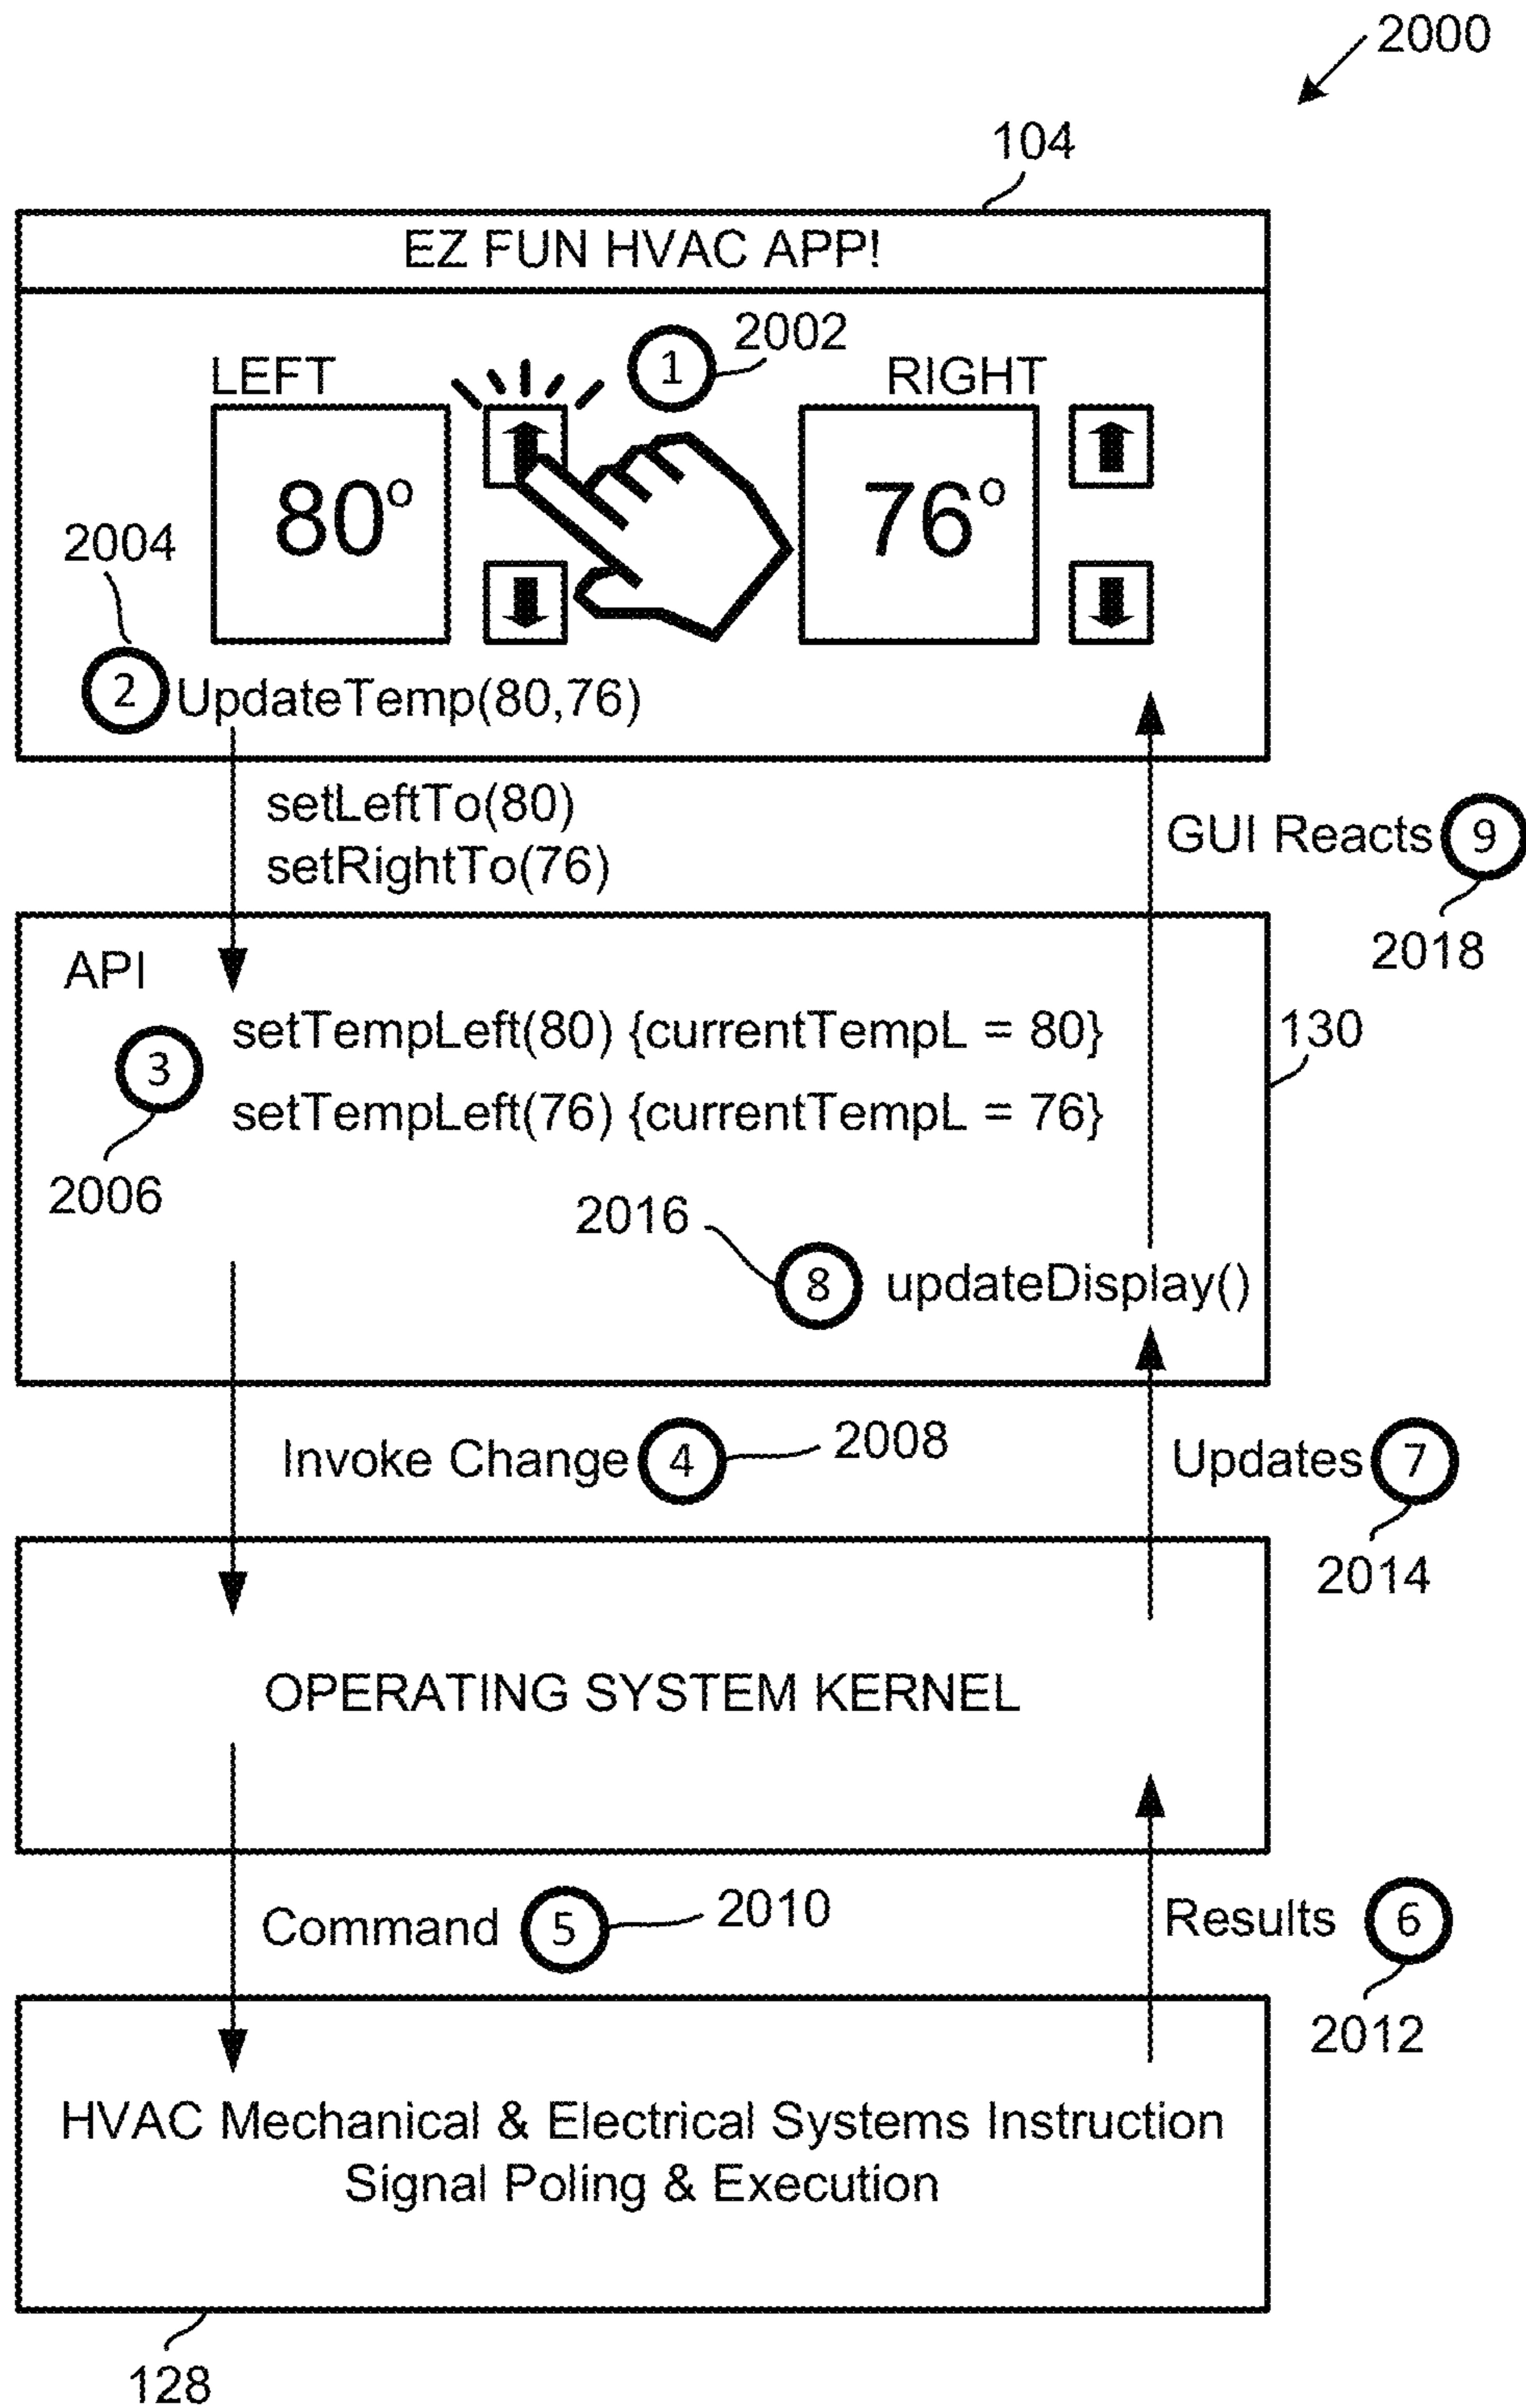 2000
104
EZ FUN HVAC APP!
1 2002
LEFT
RIGHT
80°
76°
2004
2 UpdateTemp(80,76)
setLeftTo(80)
setRightTo(76)
GUI Reacts 9
2018
API
130
3
setTempLeft(80) {currentTempL = 80}
setTempLeft(76) {currentTempL = 76}
2006
2016
8 updateDisplay()
Invoke Change 4 2008
Updates 7
2014
OPERATING SYSTEM KERNEL
Command 5 2010
Results 6
2012
HVAC Mechanical & Electrical Systems Instruction
Signal Poling & Execution
128